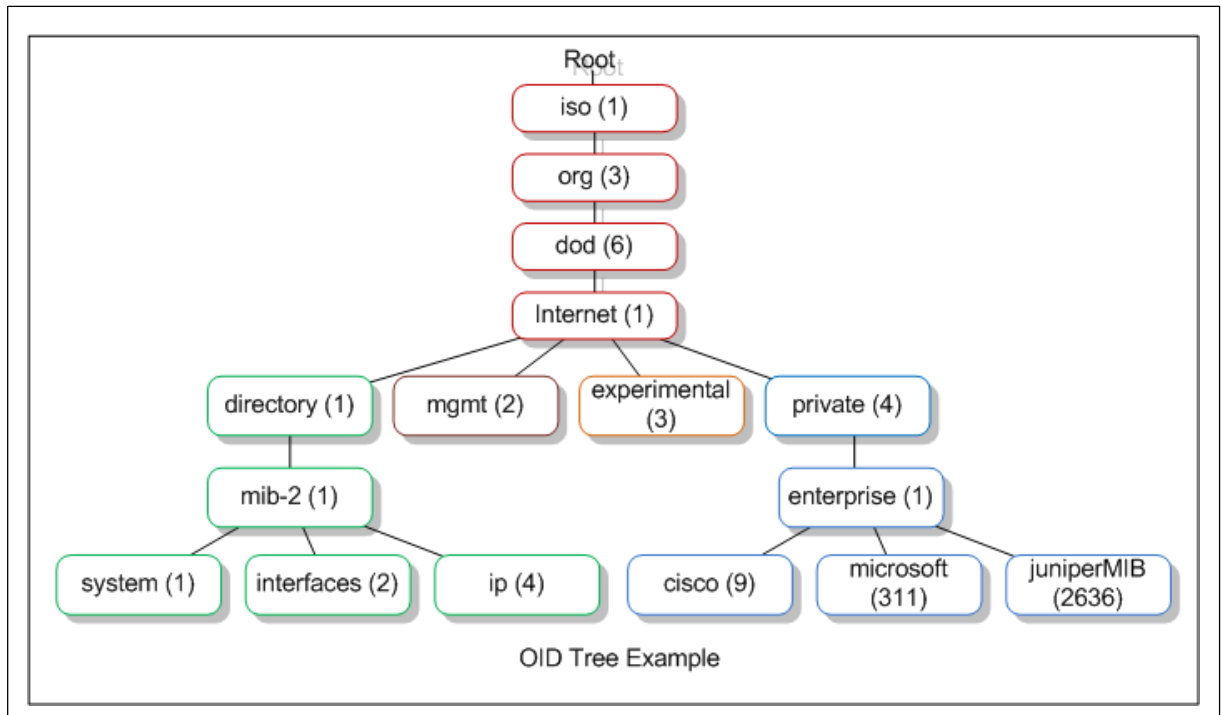 Root
iso (1)
org (3)
dod (6)
Internet (1)
directory (1)
mgmt (2)
experimental
(3)
private (4)
mib-2 (1)
enterprise (1)
system (1)
interfaces (2)
ip (4)
cisco (9)
microsoft
(311)
juniperMIB
(2636)
OID Tree Example